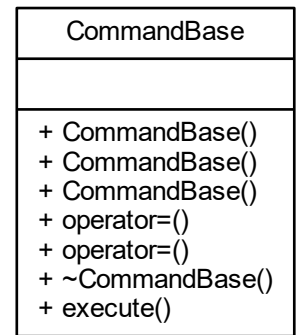 CommandBase
+ CommandBase()
+ CommandBase()
+ CommandBase()
+ operator=()
+ operator=()
+ ~CommandBase()
+ execute()